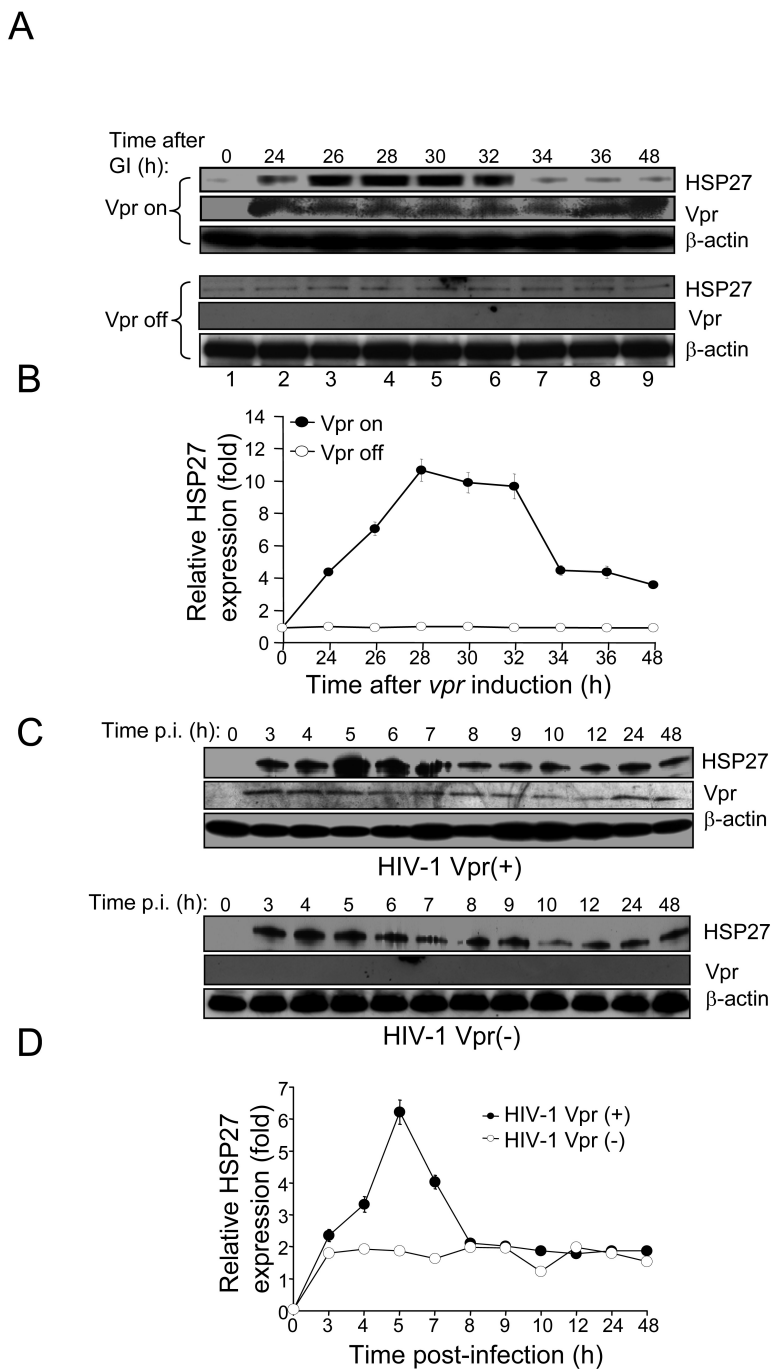 A
Time after
GI (h):
0 24 26 28 30 32 34 36 48
HSP27
Vpr on
Vpr
β-actin
HSP27
Vpr off
Vpr
β-actin
1 2 3 4 5 6 7 8 9
B
14
12
10
8
6
4
2
0
Relative HSP27
expression (fold)
Vpr on
Vpr off
0 24 26 28 30 32 34 36 48
Time after vpr induction (h)
C
Time p.i. (h): 0 3 4 5 6 7 8 9 10 12 24 48
HSP27
Vpr
β-actin
HIV-1 Vpr(+)
Time p.i. (h): 0 3 4 5 6 7 8 9 10 12 24 48
HSP27
Vpr
β-actin
HIV-1 Vpr(-)
D
7
6
5
4
3
2
1
0
Relative HSP27
expression (fold)
HIV-1 Vpr (+)
HIV-1 Vpr (-)
0 3 4 5 7 8 9 10 12 24 48
Time post-infection (h)